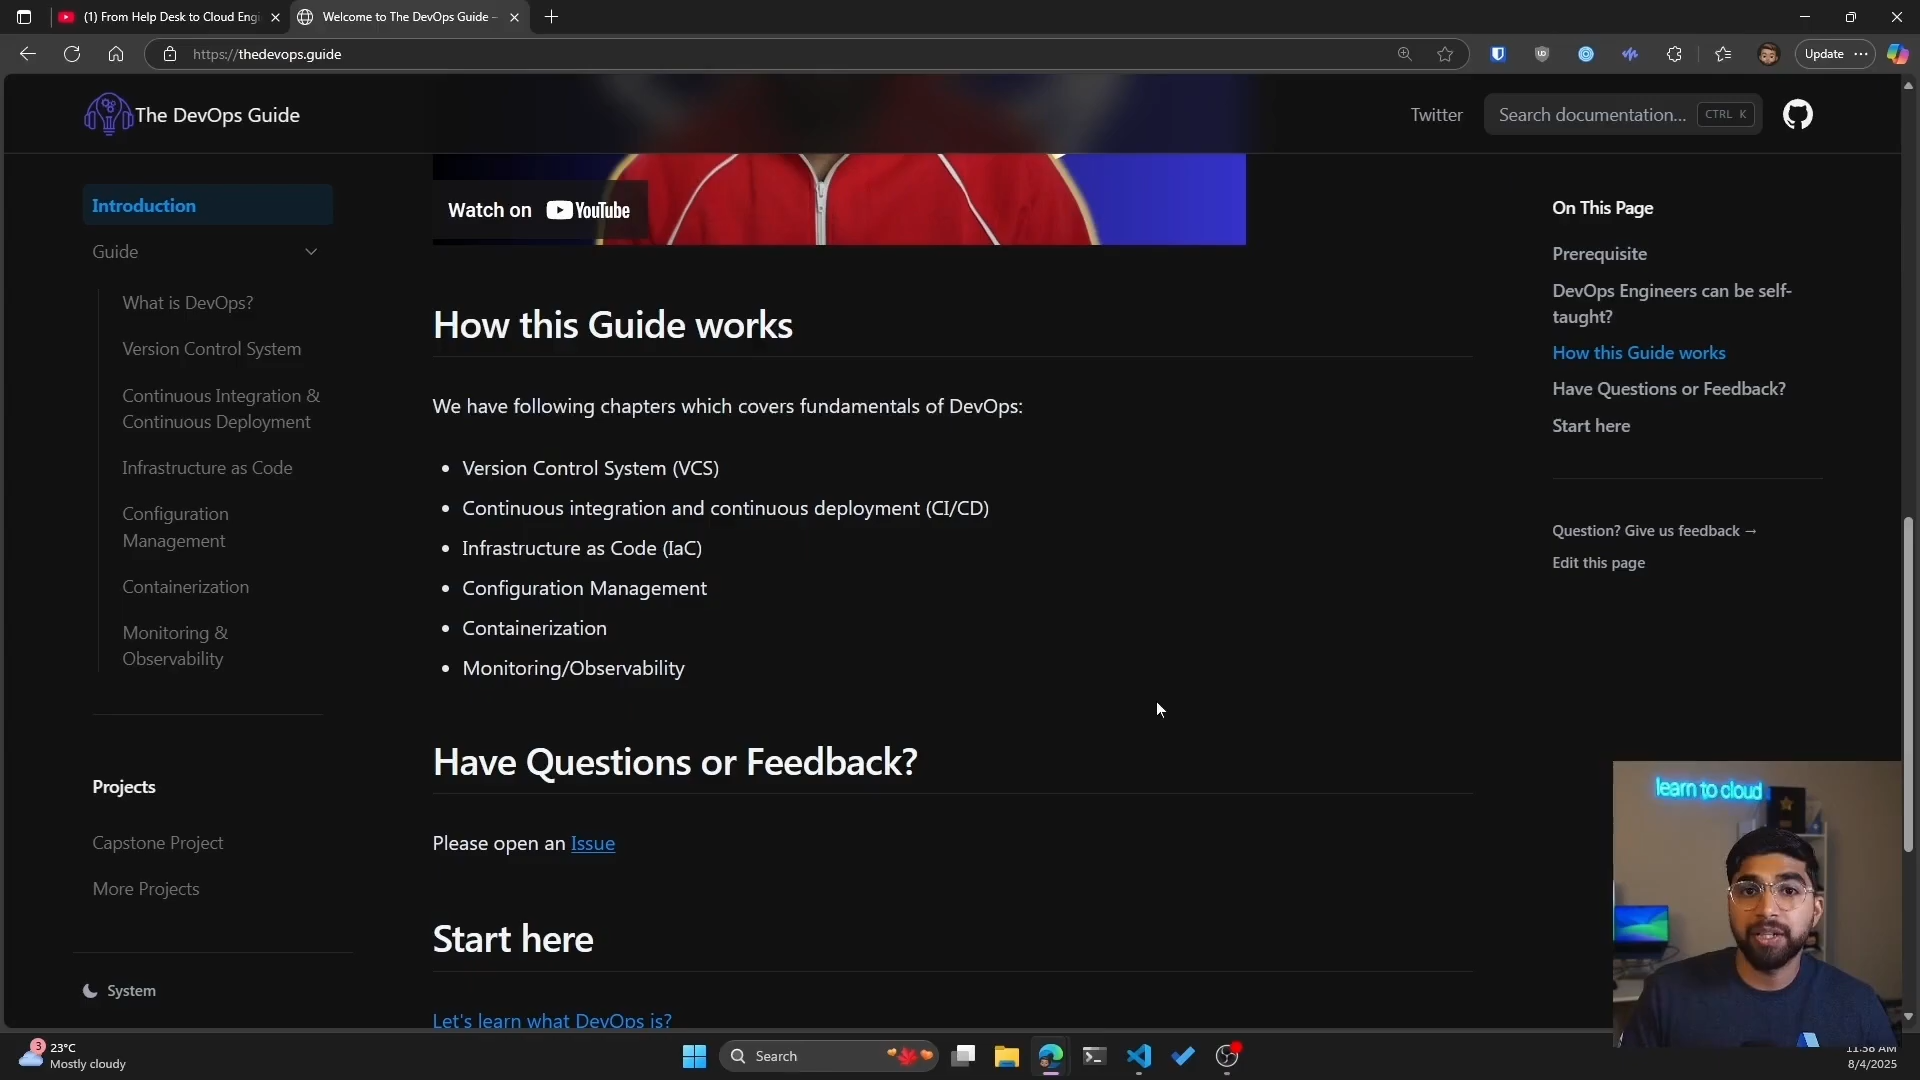 (1) From Help Desk to Cloud Engi
Welcome to The DevOps Guide –
https://thedevops.guide
Update
The DevOps Guide
Twitter
Search documentation...
CTRL K
Watch on YouTube
Introduction
Guide
What is DevOps?
Version Control System
Continuous Integration &
Continuous Deployment
Infrastructure as Code
Configuration
Management
Containerization
Monitoring &
Observability
Projects
Capstone Project
More Projects
System
How this Guide works
We have following chapters which covers fundamentals of DevOps:
Version Control System (VCS)
Continuous integration and continuous deployment (CI/CD)
Infrastructure as Code (IaC)
Configuration Management
Containerization
Monitoring/Observability
Have Questions or Feedback?
Please open an Issue
Start here
Let's learn what DevOps is?
On This Page
Prerequisite
DevOps Engineers can be self-
taught?
How this Guide works
Have Questions or Feedback?
Start here
Question? Give us feedback →
Edit this page
learn to cloud
3
23°C
Mostly cloudy
Search
11:38 AM
8/4/2025